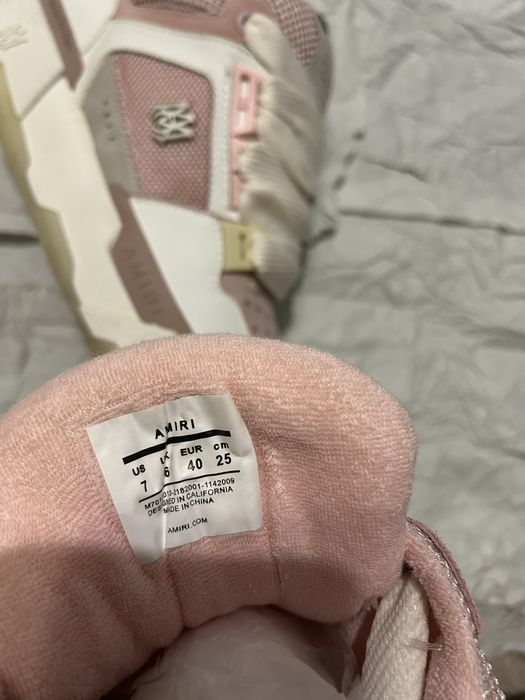 AMIRI
AMIRI
US UK EUR cm
7 6 40 25
DESIGNED IN CALIFORNIA
MADE IN CHINA
AMIRI.COM